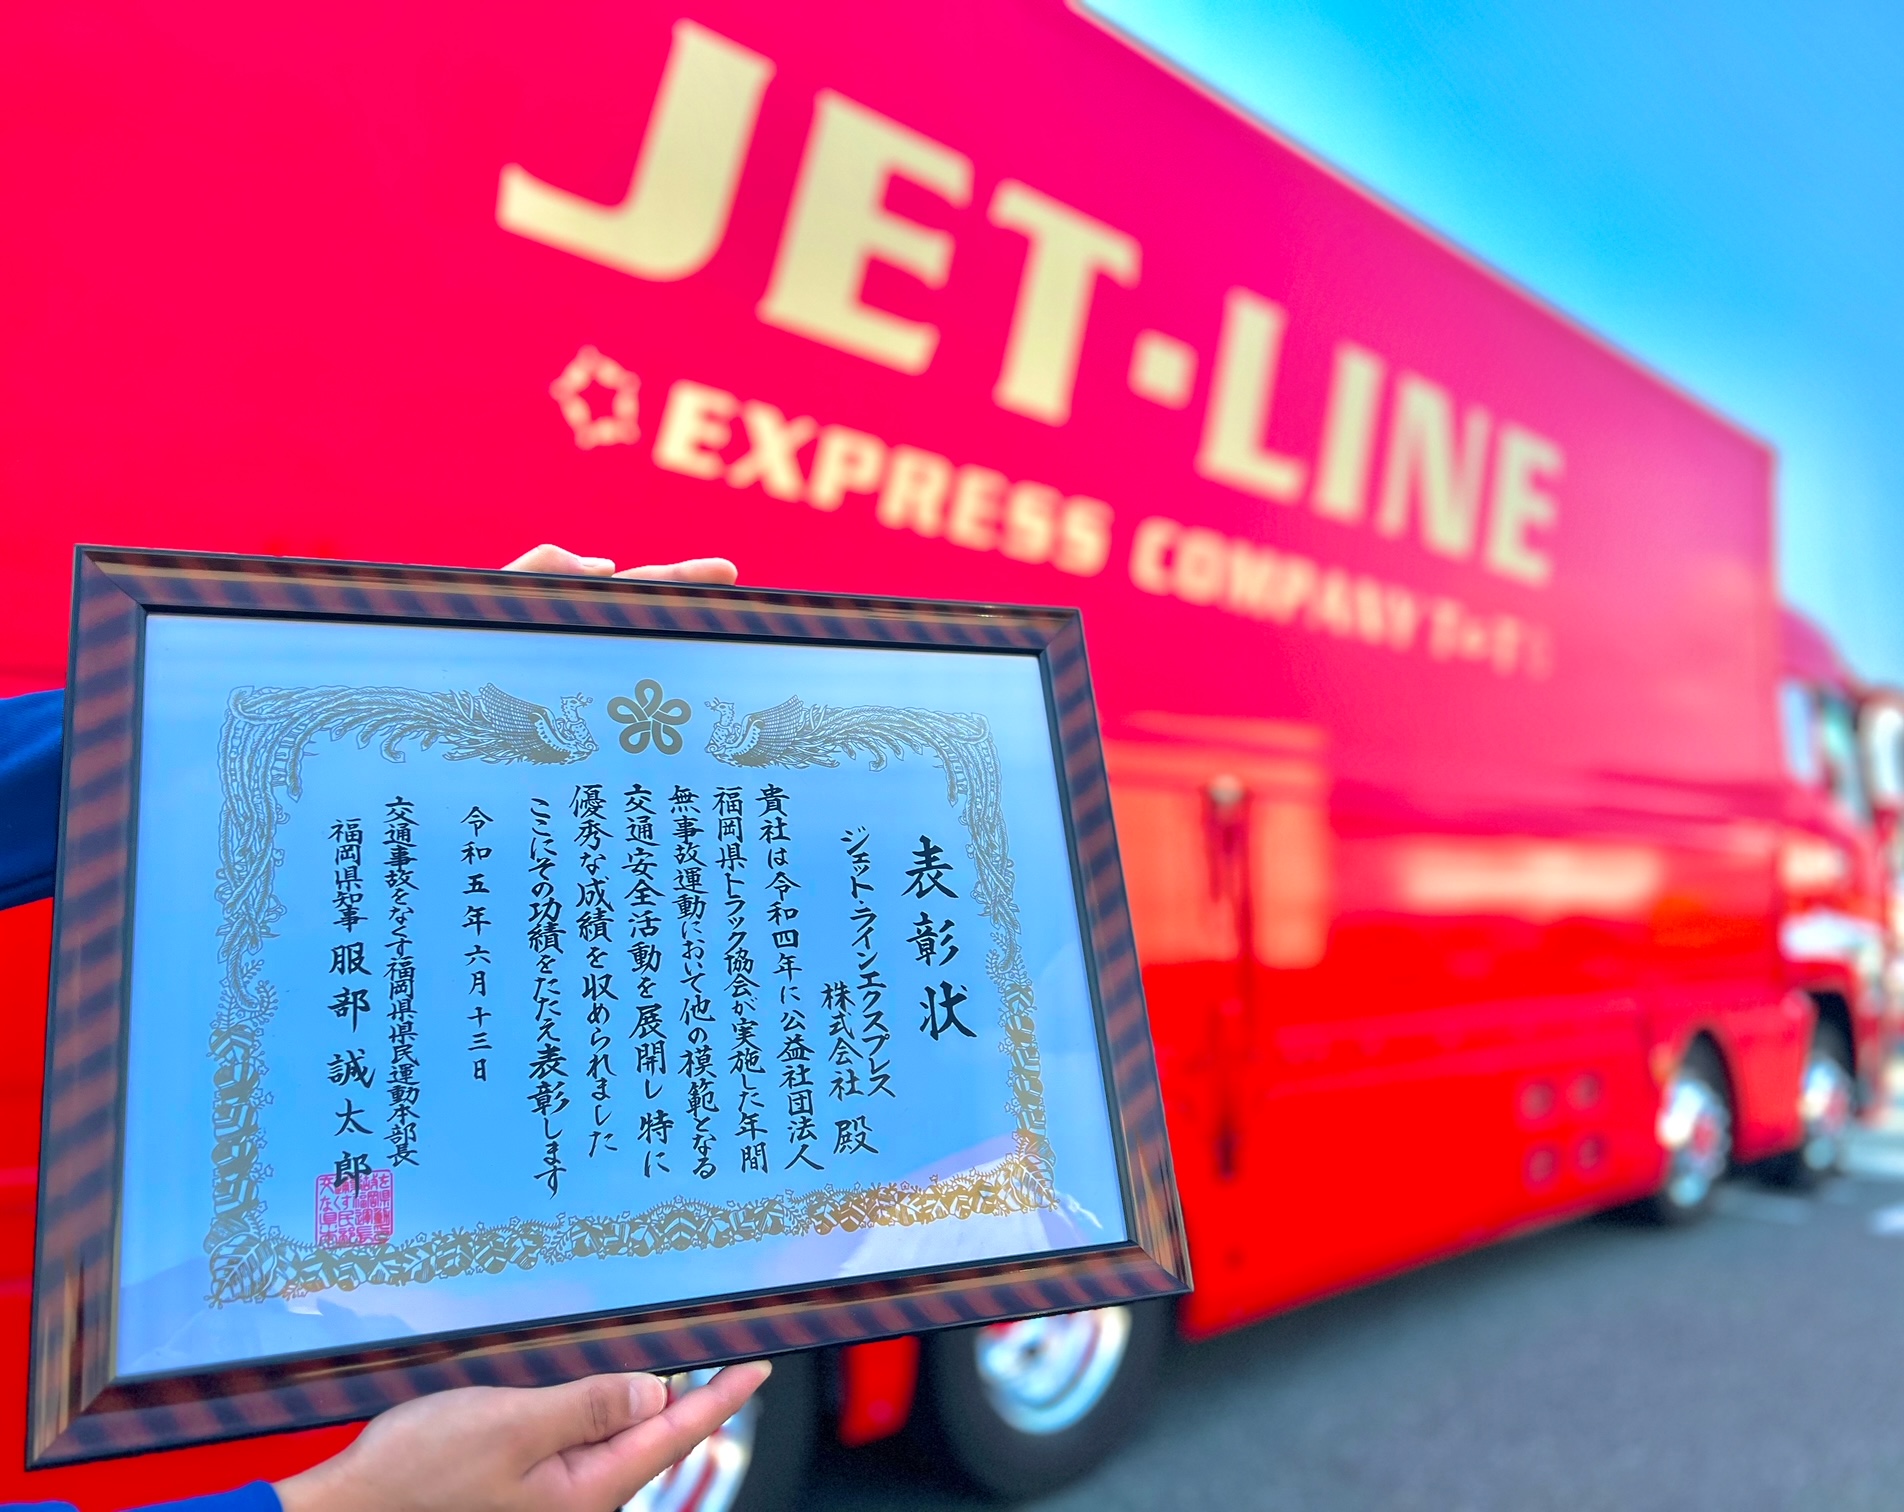 JET-LINE
EXPRESS COMPANY
表彰状
ジェット・ラインエクスプレス
株式会社 殿
貴社は令和四年に公益社団法人
福岡県トラック協会が実施した年間
無事故運動において他の模範となる
交通安全活動を展開し特に
優秀な成績を収められました
ここにその功績をたたえ表彰します
令和五年六月十三日
交通事故をなくす福岡県県民運動本部長
福岡県知事 服部誠太郎